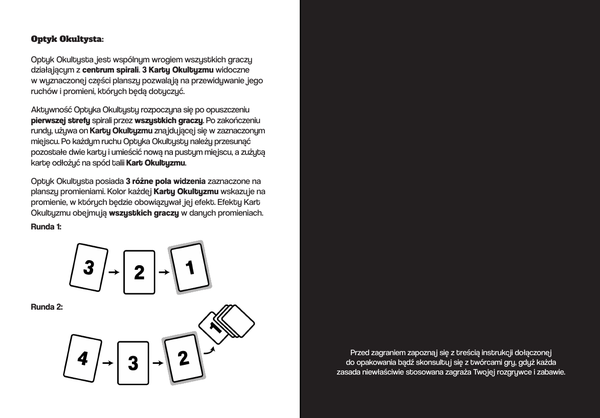 Optyk Okultysta:
Optyk Okultysta jest wspólnym wrogiem wszystkich graczy
działającym z centrum spirali. 3 Karty Okultyzmu widoczne
w wyznaczonej części planszy pozwalają na przewidywanie jego
ruchów i promieni, których będą dotyczyć.
Aktywność Optyka Okultysty rozpoczyna się po opuszczeniu
pierwszej strefy spirali przez wszystkich graczy. Po zakończeniu
rundy, używa on Karty Okultyzmu znajdującej się w zaznaczonym
miejscu. Po każdym ruchu Optyka Okultysty należy przesunąć
pozostałe dwie karty i umieścić nową na pustym miejscu, a zużytą
kartę odłożyć na spód talii Kart Okultyzmu.
Optyk Okultysta posiada 3 różne pola widzenia zaznaczone na
planszy promieniami. Kolor każdej Karty Okultyzmu wskazuje na
promienie, w których będzie obowiązywał jej efekt. Efekty Kart
Okultyzmu obejmują wszystkich graczy w danych promieniach.
Runda 1:
3 2 1
Runda 2:
4 3 2 1
Przed zagraniem zapoznaj się z treścią instrukcji dołączonej
do opakowania bądź skonsultuj się z twórcami gry, gdyż każda
zasada niewłaściwie stosowana zagraża Twojej rozgrywce i zabawie.